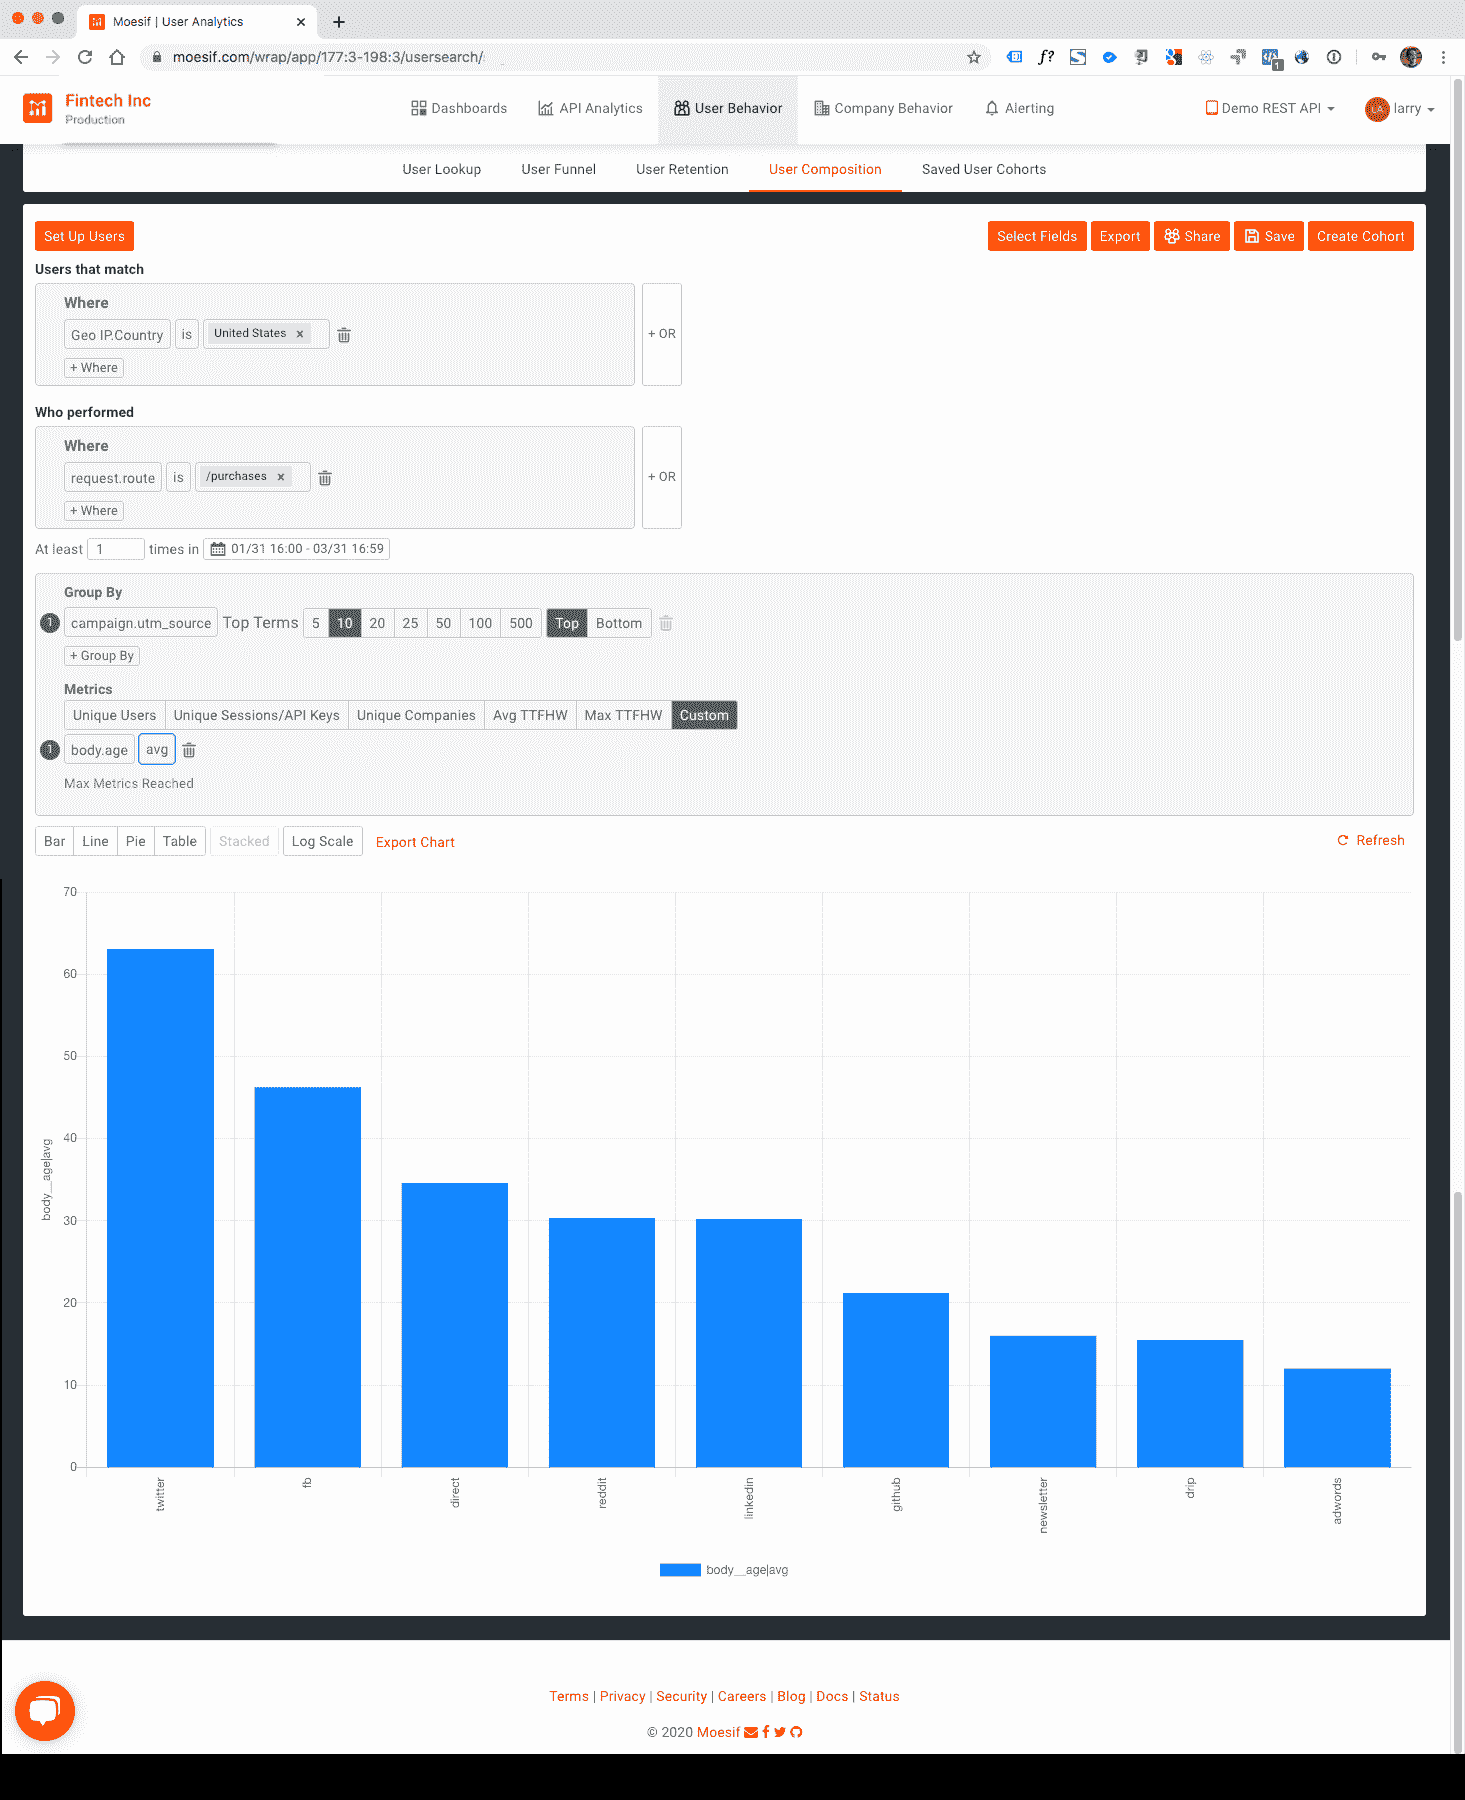 Moesif | User Analytics
moesif.com/wrap/app/177:3-198:3/usersearch/
f?
1
Fintech Inc
Production
Dashboards
API Analytics
User Behavior
Company Behavior
Alerting
Demo REST API
LA
larry
User Lookup
User Funnel
User Retention
User Composition
Saved User Cohorts
Set Up Users
Select Fields
Export
Share
Save
Create Cohort
Users that match
Where
Geo IP.Country is United States ×
+ Where
+ OR
Who performed
Where
request.route is /purchases ×
+ Where
+ OR
At least 1 times in 01/31 16:00 - 03/31 16:59
Group By
1 campaign.utm_source Top Terms 5 10 20 25 50 100 500 Top Bottom
+ Group By
Metrics
Unique Users Unique Sessions/API Keys Unique Companies Avg TTFHW Max TTFHW Custom
1 body.age avg
Max Metrics Reached
Bar Line Pie Table Stacked Log Scale Export Chart
Refresh
70
60
50
40
30
20
10
0
body__age|avg
twitter
fb
direct
reddit
linkedin
github
newsletter
drip
adwords
body__age|avg
Terms | Privacy | Security | Careers | Blog | Docs | Status
© 2020 Moesif